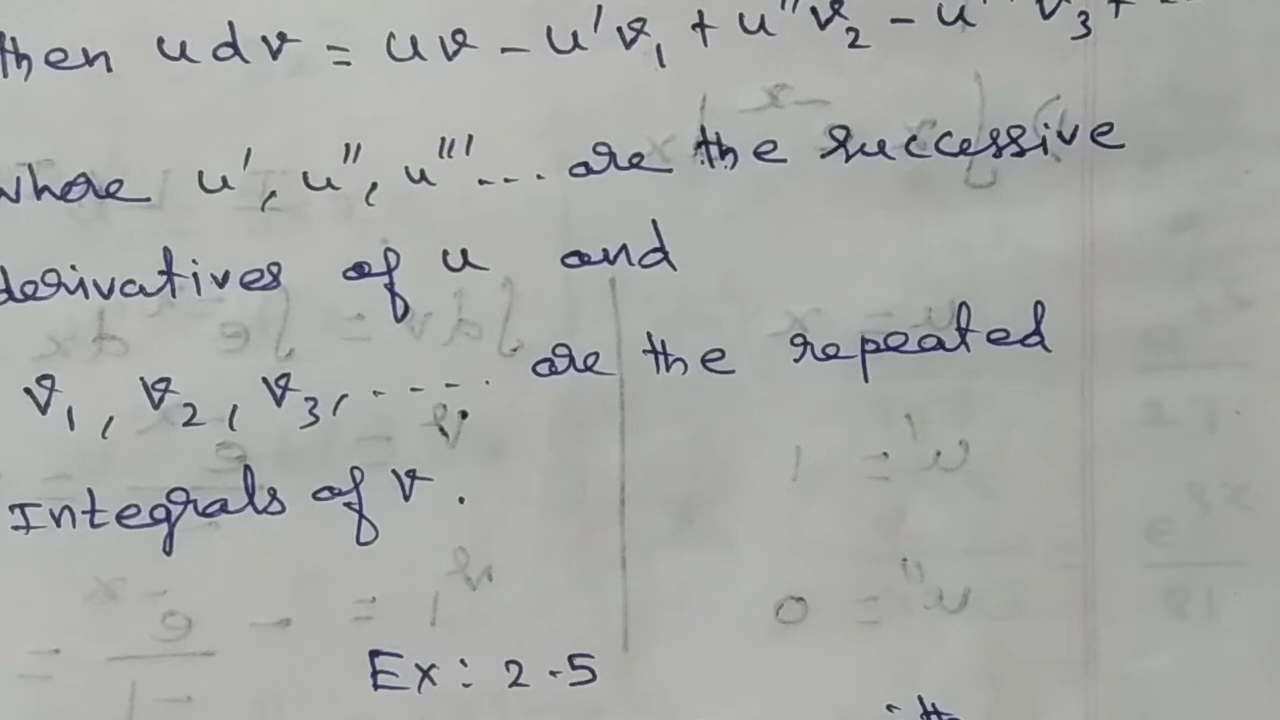 then u d v = uv - u'v₁ + u''v₂ - u'''v₃ +
where u', u'', u''' ... are the successive
derivatives of u and
v₁, v₂, v₃, ..... are the repeated
Integrals of v.
Ex: 2.5